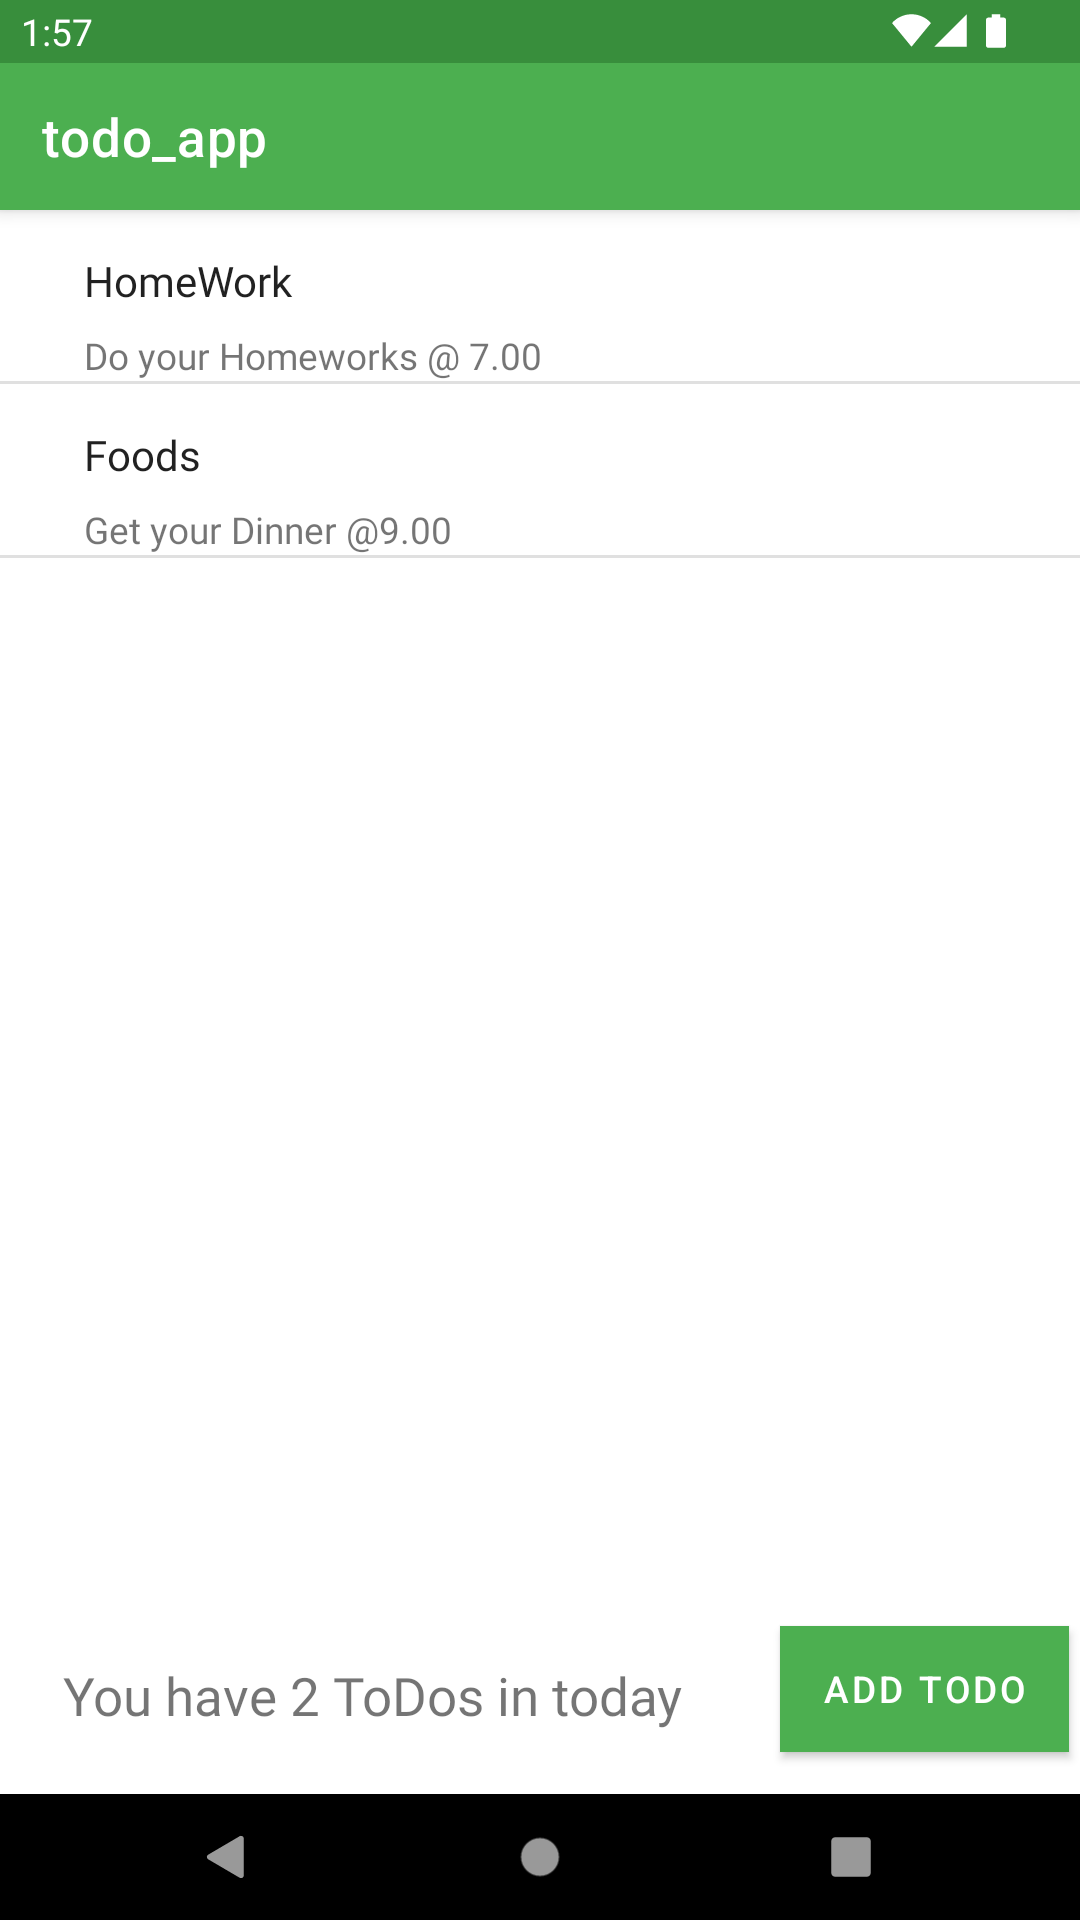 1:57
todo_app
HomeWork
Do your Homeworks @ 7.00
Foods
Get your Dinner @9.00
You have 2 ToDos in today
ADD TODO